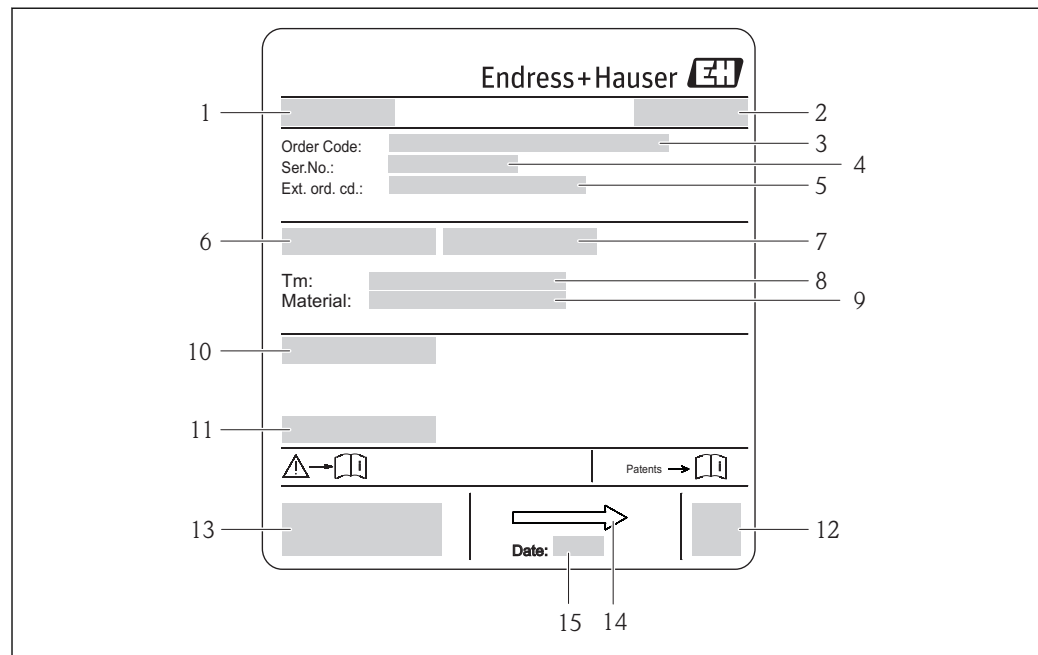 Endress+Hauser EH
1 2
Order Code: 3
Ser.No.: 4
Ext. ord. cd.: 5
6 7
Tm: 8
Material: 9
10
11
Patents
13 12
Date:
15 14